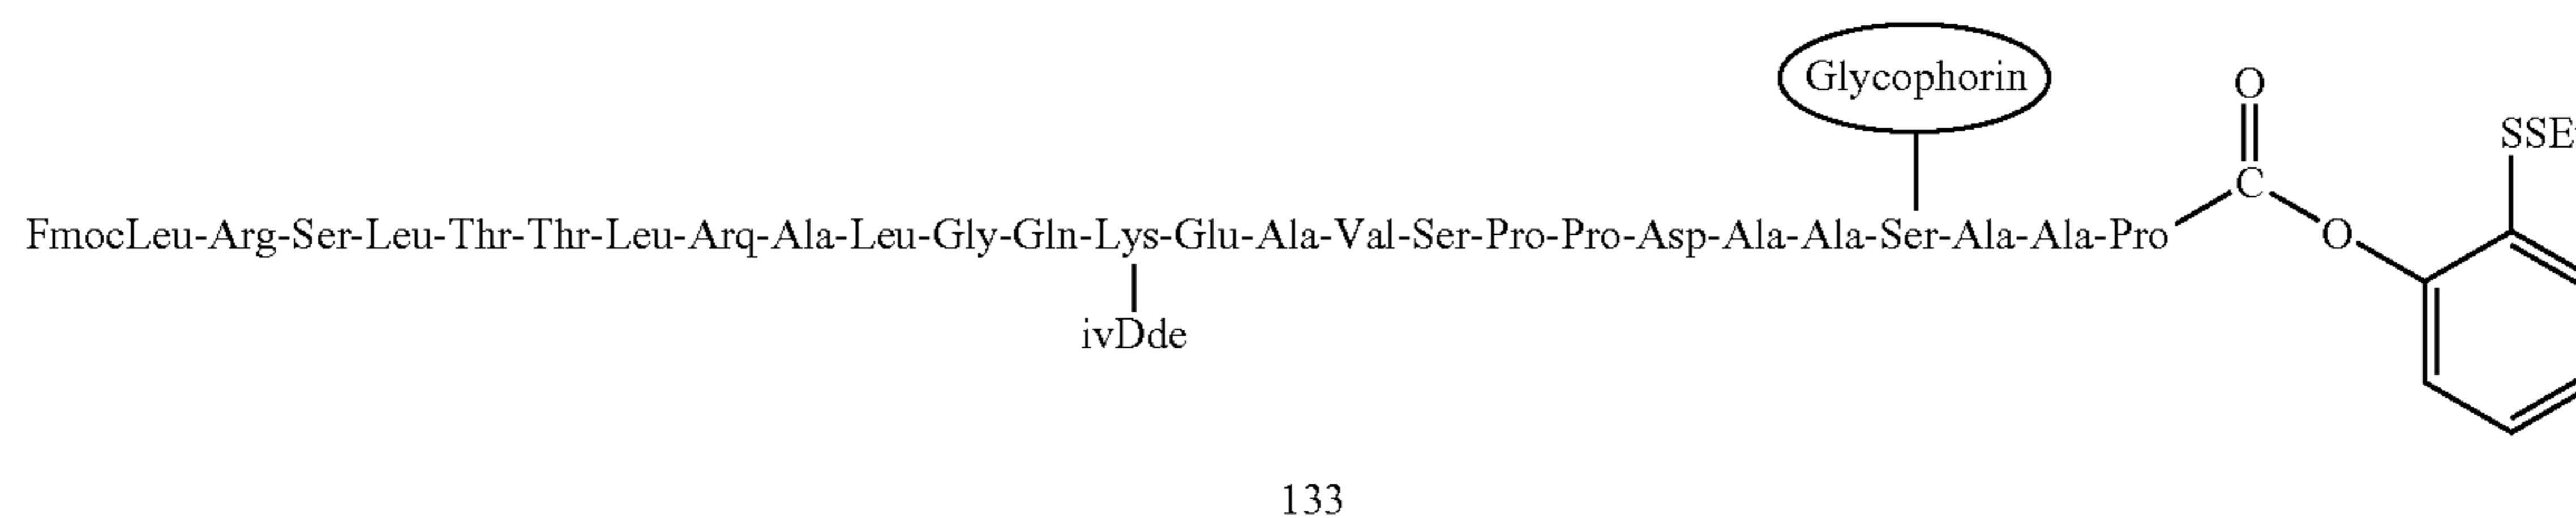 Glycophorin
O
SSE
C
FmocLeu-Arg-Ser-Leu-Thr-Thr-Leu-Arq-Ala-Leu-Gly-Gln-Lys-Glu-Ala-Val-Ser-Pro-Pro-Asp-Ala-Ala-Ser-Ala-Ala-Pro
O
ivDde
133